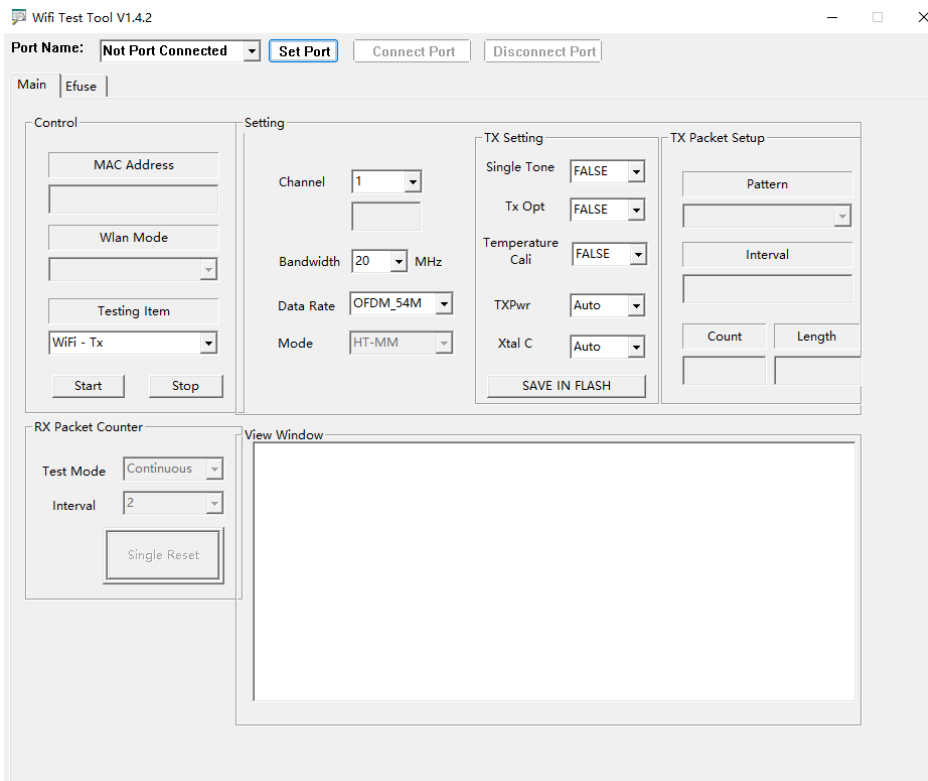 Wifi Test Tool V1.4.2
Port Name: Not Port Connected Set Port Connect Port Disconnect Port
Main Efuse
Control
MAC Address
Wlan Mode
Testing Item
WiFi - Tx
Start Stop
Setting
Channel 1
Bandwidth 20 MHz
Data Rate OFDM_54M
Mode HT-MM
TX Setting
Single Tone FALSE
Tx Opt FALSE
Temperature
Cali FALSE
TXPwr Auto
Xtal C Auto
SAVE IN FLASH
TX Packet Setup
Pattern
Interval
Count Length
RX Packet Counter
Test Mode Continuous
Interval 2
Single Reset
View Window